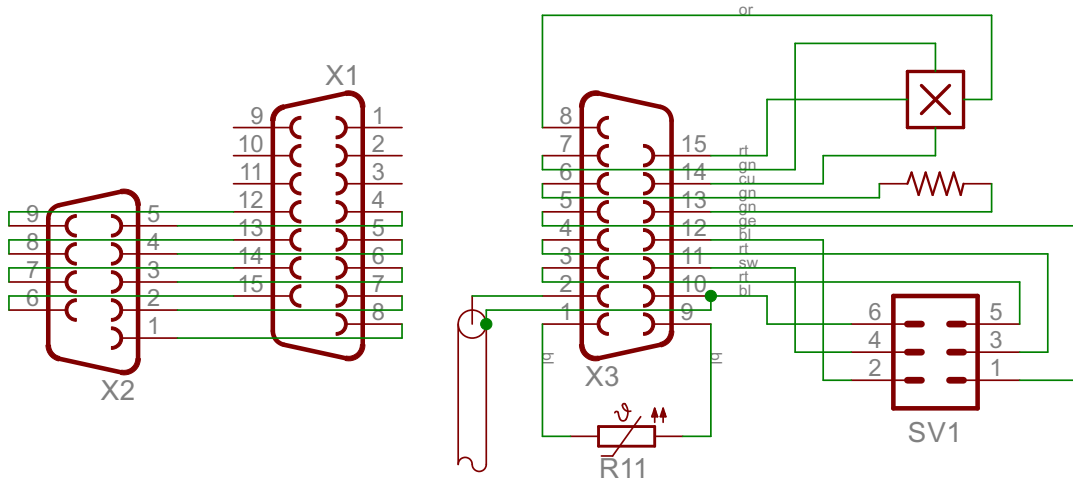 or
X1
9 1
10 2
11 3
12 4
13 5
14 6
15 7
8
9 5
8 4
7 3
6 2
1
X2
8
7 15 rt
gn
6 14 cu
gn
5 13 gn
ge
4 12 bl
rt
3 11 sw
rt
2 10 bl
1 9
bl bl
X3
ϑ
R11
6 5
4 3
2 1
SV1